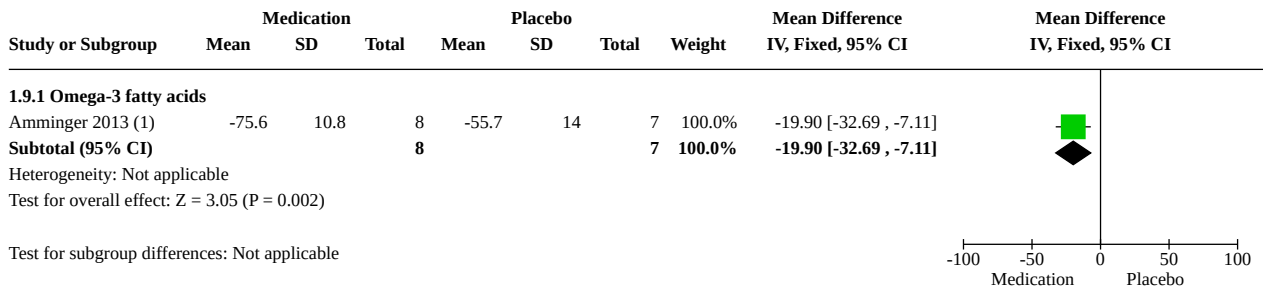 Medication Placebo Mean Difference Mean Difference
Study or Subgroup Mean SD Total Mean SD Total Weight IV, Fixed, 95% CI IV, Fixed, 95% CI
1.9.1 Omega-3 fatty acids
Amminger 2013 (1) -75.6 10.8 8 -55.7 14 7 100.0% -19.90 [-32.69 , -7.11]
Subtotal (95% CI) 8 7 100.0% -19.90 [-32.69 , -7.11]
Heterogeneity: Not applicable
Test for overall effect: Z = 3.05 (P = 0.002)
Test for subgroup differences: Not applicable
-100 -50 0 50 100
Medication Placebo